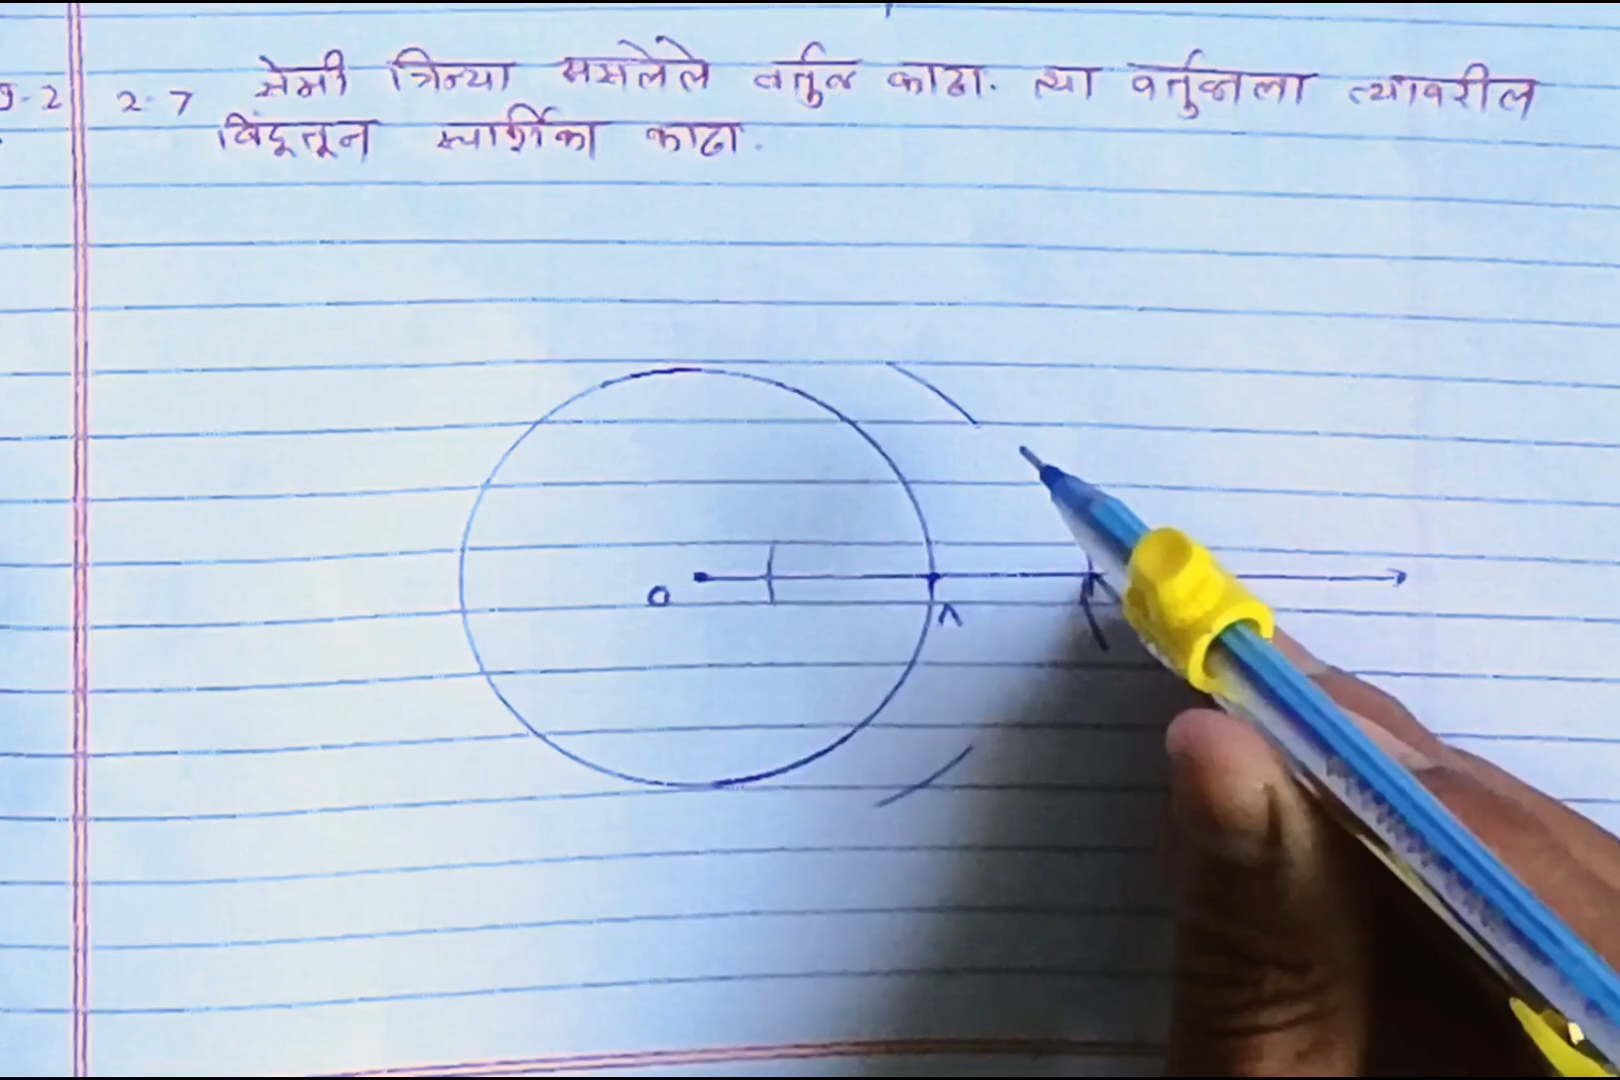 2.7 सेमी त्रिज्या असलेले वर्तुळ काढा. त्या वर्तुळाला त्यावरील
बिंदूतून स्पर्शिका काढा.
O
A